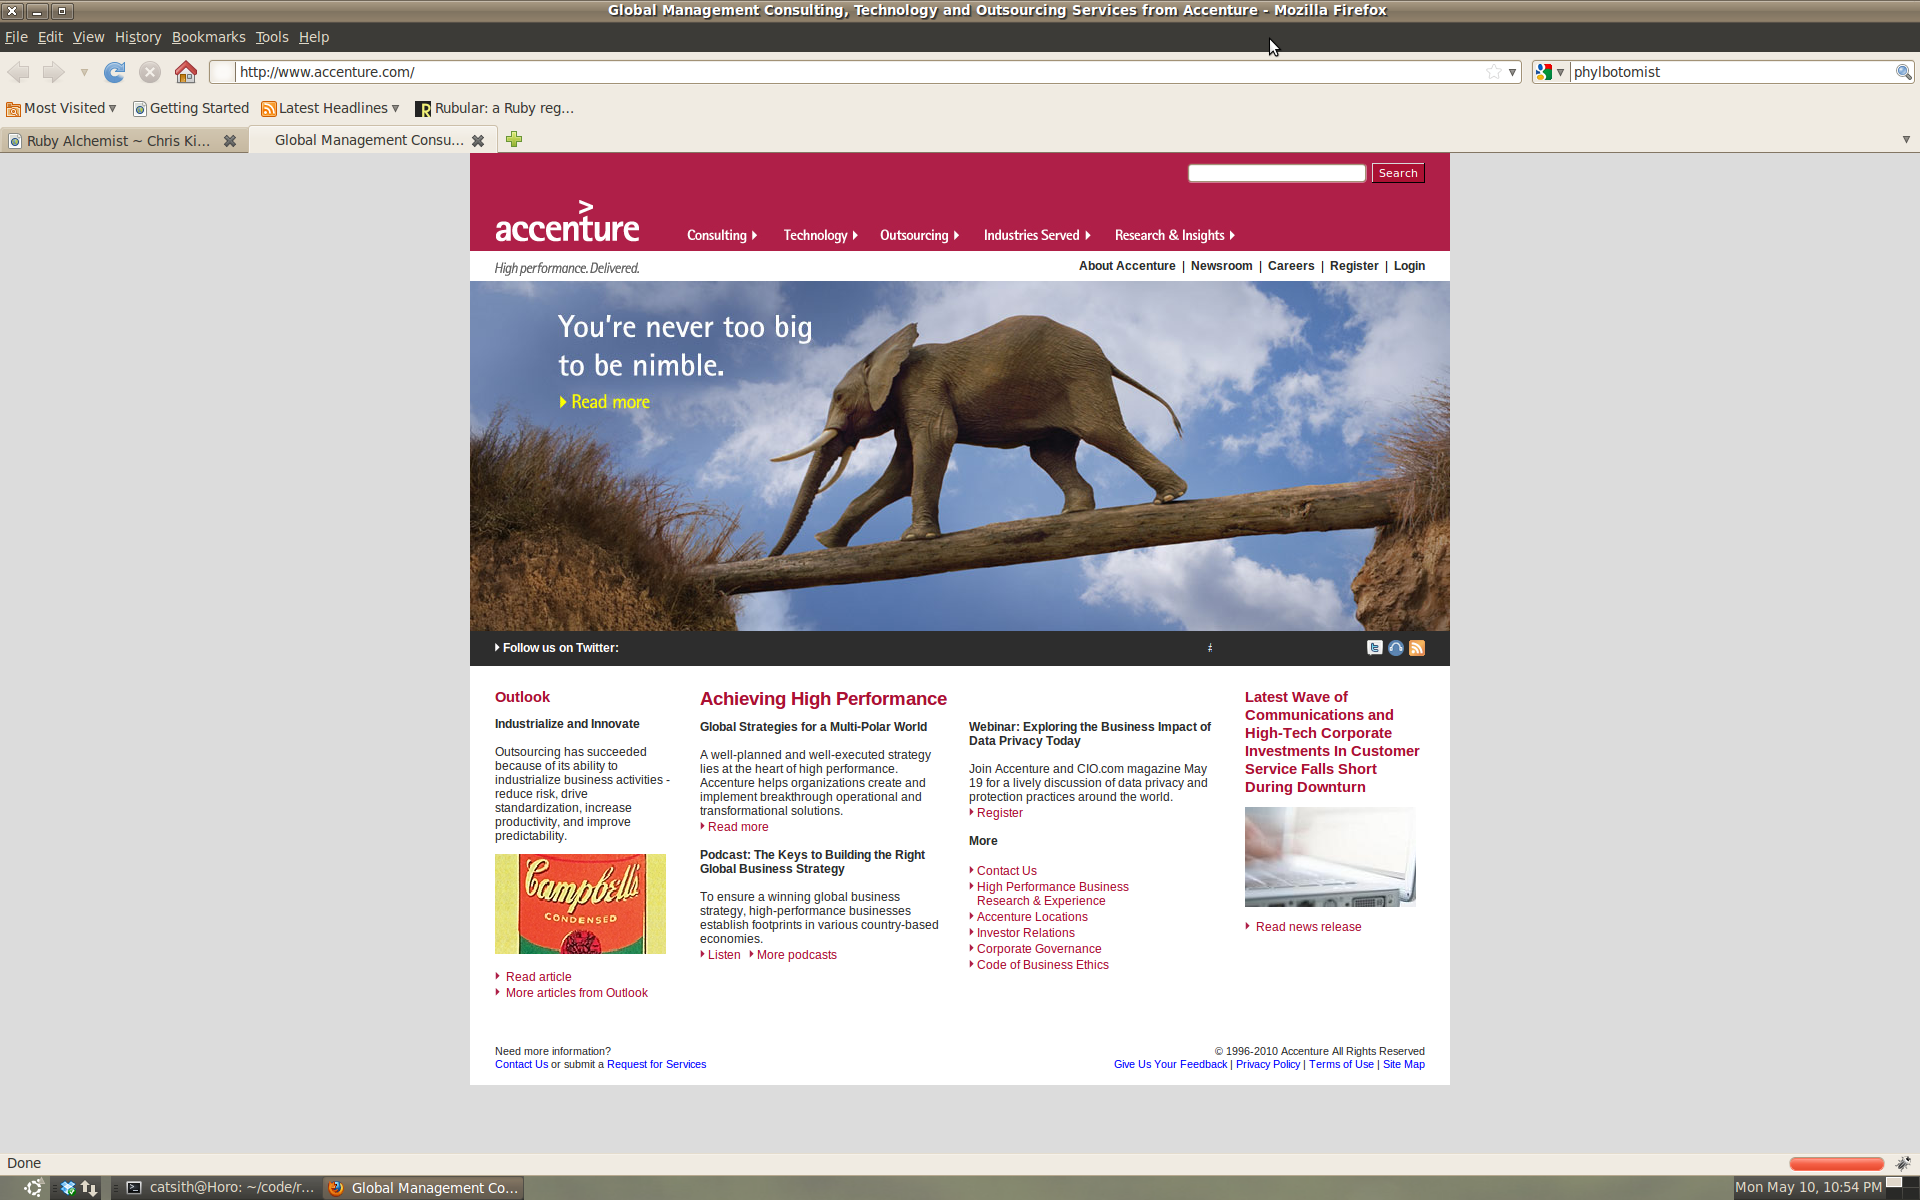 Global Management Consulting, Technology and Outsourcing Services from Accenture - Mozilla Firefox
File Edit View History Bookmarks Tools Help
http://www.accenture.com/
phylbotomist
Most Visited Getting Started Latest Headlines Rubular: a Ruby reg...
Ruby Alchemist ~ Chris Ki... Global Management Consu...
Search
>
accenture
Consulting Technology Outsourcing Industries Served Research & Insights
High performance. Delivered.
About Accenture | Newsroom | Careers | Register | Login
You're never too big
to be nimble.
Read more
Follow us on Twitter:
Outlook
Industrialize and Innovate
Outsourcing has succeeded
because of its ability to
industrialize business activities -
reduce risk, drive
standardization, increase
productivity, and improve
predictability.
Campbell's
CONDENSED
Read article
More articles from Outlook
Achieving High Performance
Global Strategies for a Multi-Polar World
A well-planned and well-executed strategy
lies at the heart of high performance.
Accenture helps organizations create and
implement breakthrough operational and
transformational solutions.
Read more
Podcast: The Keys to Building the Right
Global Business Strategy
To ensure a winning global business
strategy, high-performance businesses
establish footprints in various country-based
economies.
Listen More podcasts
Webinar: Exploring the Business Impact of
Data Privacy Today
Join Accenture and CIO.com magazine May
19 for a lively discussion of data privacy and
protection practices around the world.
Register
More
Contact Us
High Performance Business
Research & Experience
Accenture Locations
Investor Relations
Corporate Governance
Code of Business Ethics
Latest Wave of
Communications and
High-Tech Corporate
Investments In Customer
Service Falls Short
During Downturn
Read news release
Need more information?
Contact Us or submit a Request for Services
© 1996-2010 Accenture All Rights Reserved
Give Us Your Feedback | Privacy Policy | Terms of Use | Site Map
Done
catsith@Horo: ~/code/r... Global Management Co... Mon May 10, 10:54 PM